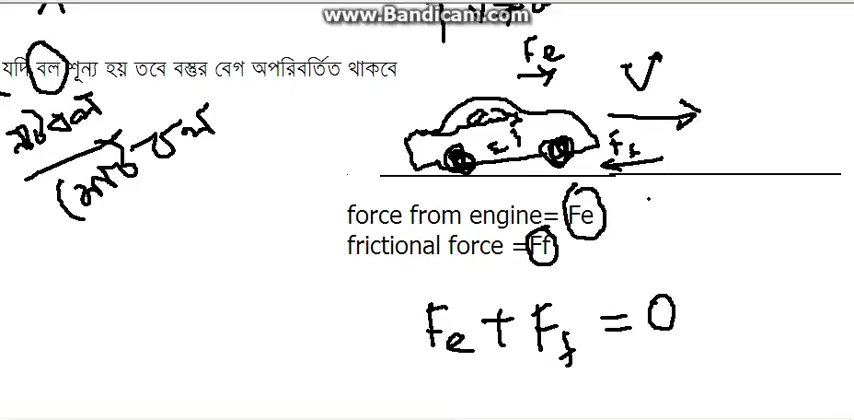 www.Bandicam.com
Fe
V
যদি বল শূন্য হয় তবে বস্তুর বেগ অপরিবর্তিত থাকবে
Ff
force from engine= Fe
frictional force =Ff
Fe + Ff = 0